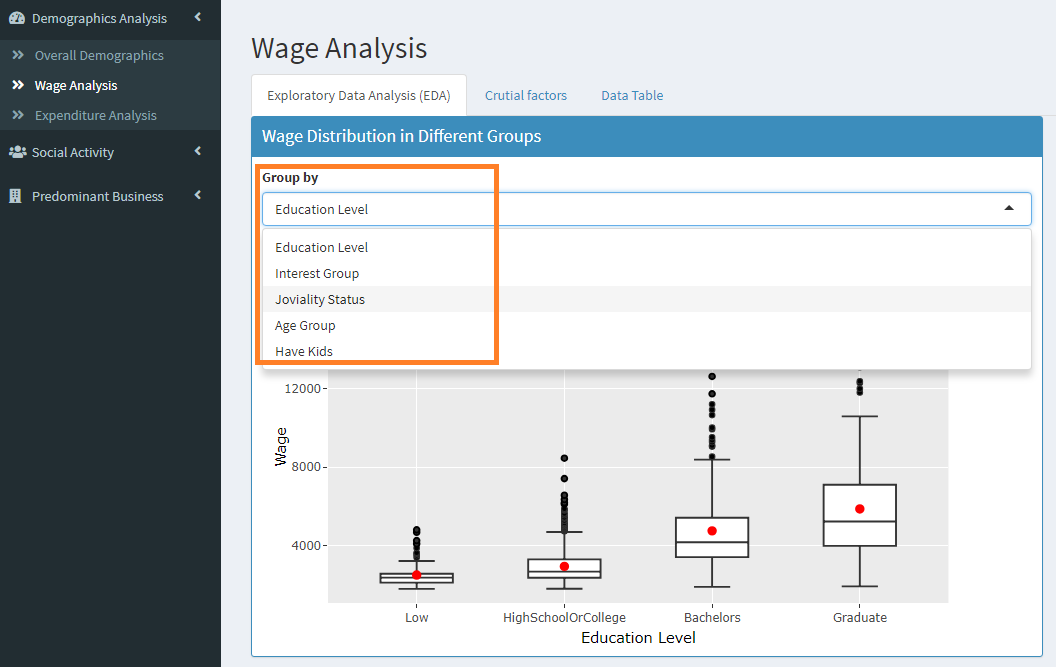 Demographics Analysis
Overall Demographics
Wage Analysis
Expenditure Analysis
Social Activity
Predominant Business
Wage Analysis
Exploratory Data Analysis (EDA) Crutial factors Data Table
Wage Distribution in Different Groups
Group by
Education Level
Education Level
Interest Group
Joviality Status
Age Group
Have Kids
12000
8000
4000
Wage
Low HighSchoolOrCollege Bachelors Graduate
Education Level